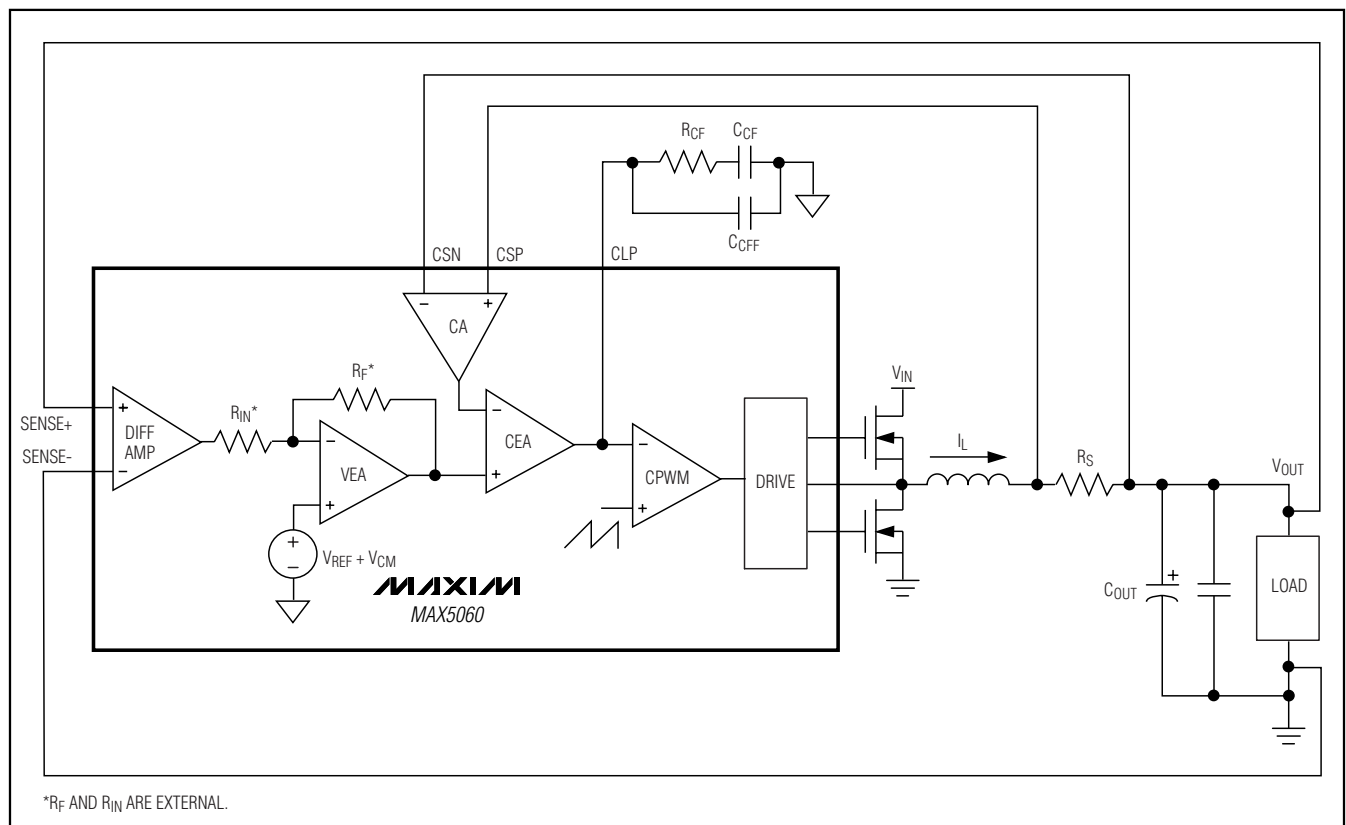 RCF CCF
CCFF
CSN CSP CLP
- +
CA
RF*
VIN
RIN*
SENSE+
SENSE-
+
-
DIFF
AMP
-
+
VEA
-
+
CEA
-
+
CPWM
DRIVE
IL
RS
VOUT
+
-
VREF + VCM
MAXIM
MAX5060
COUT
+
LOAD
*RF AND RIN ARE EXTERNAL.